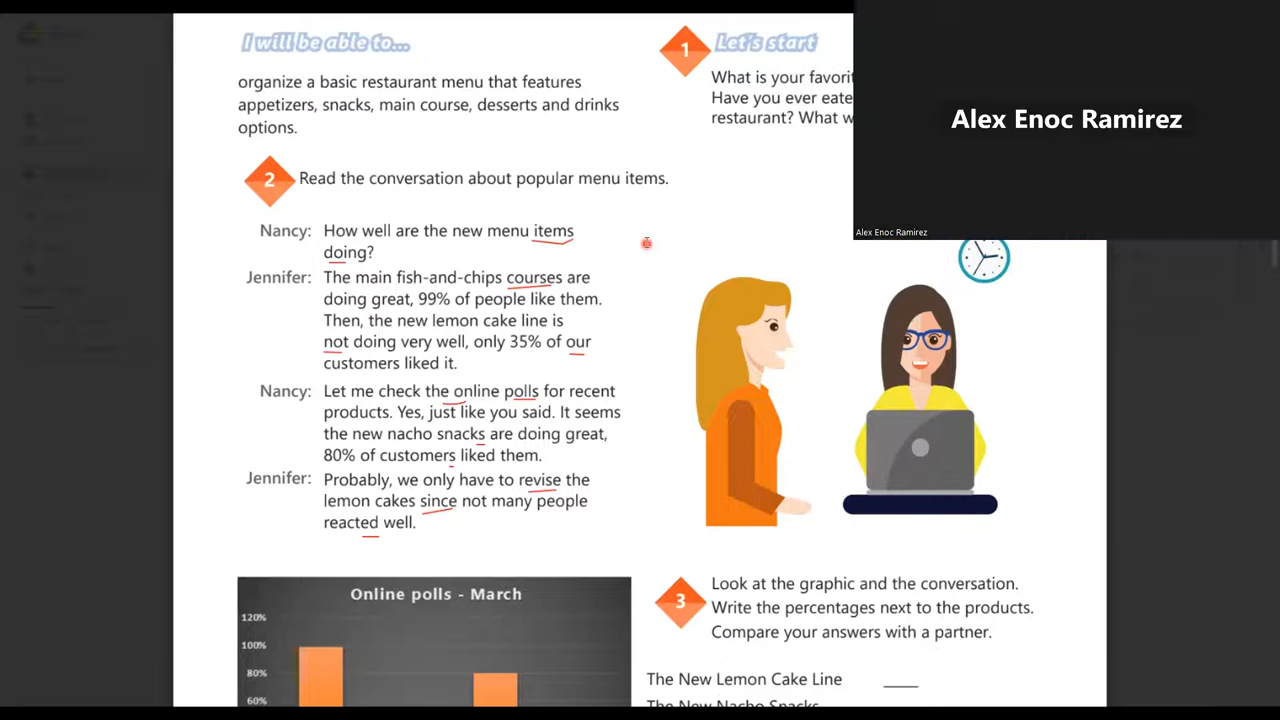 I will be able to...
organize a basic restaurant menu that features
appetizers, snacks, main course, desserts and drinks
options.
1 Let's start
What is your favorit
Have you ever eate
restaurant? What w
Alex Enoc Ramirez
Alex Enoc Ramirez
2 Read the conversation about popular menu items.
Nancy: How well are the new menu items
doing?
Jennifer: The main fish-and-chips courses are
doing great, 99% of people like them.
Then, the new lemon cake line is
not doing very well, only 35% of our
customers liked it.
Nancy: Let me check the online polls for recent
products. Yes, just like you said. It seems
the new nacho snacks are doing great,
80% of customers liked them.
Jennifer: Probably, we only have to revise the
lemon cakes since not many people
reacted well.
Online polls - March
120%
100%
80%
60%
3 Look at the graphic and the conversation.
Write the percentages next to the products.
Compare your answers with a partner.
The New Lemon Cake Line
The New Nacho Snacks